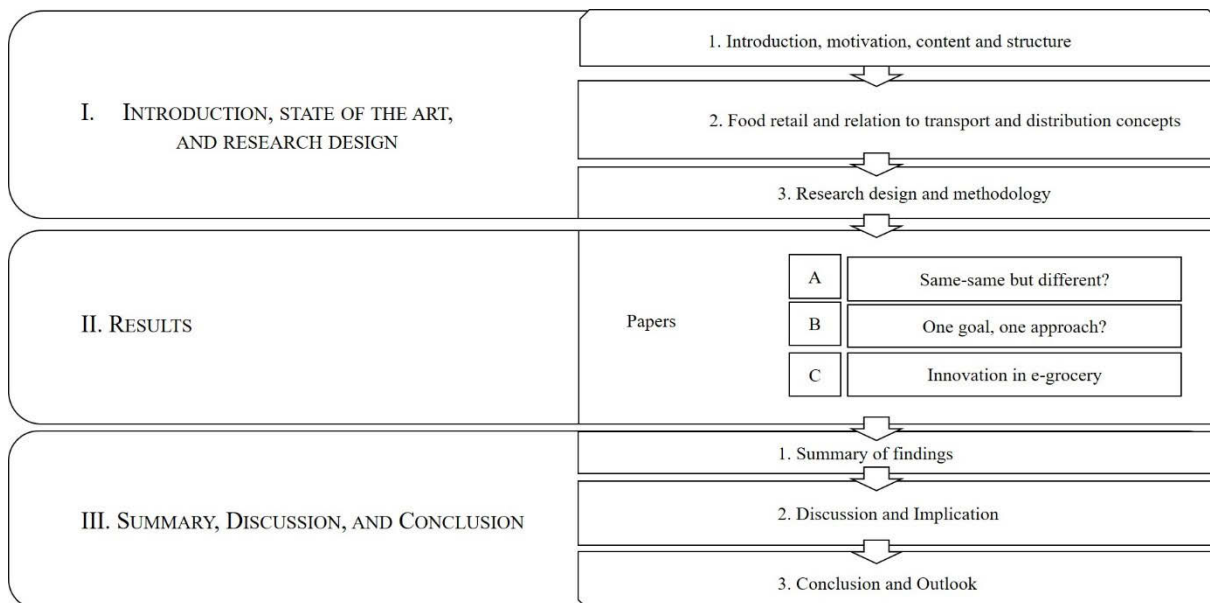 1. Introduction, motivation, content and structure
I. INTRODUCTION, STATE OF THE ART,
AND RESEARCH DESIGN
2. Food retail and relation to transport and distribution concepts
3. Research design and methodology
II. RESULTS
Papers
A
Same-same but different?
B
One goal, one approach?
C
Innovation in e-grocery
III. SUMMARY, DISCUSSION, AND CONCLUSION
1. Summary of findings
2. Discussion and Implication
3. Conclusion and Outlook